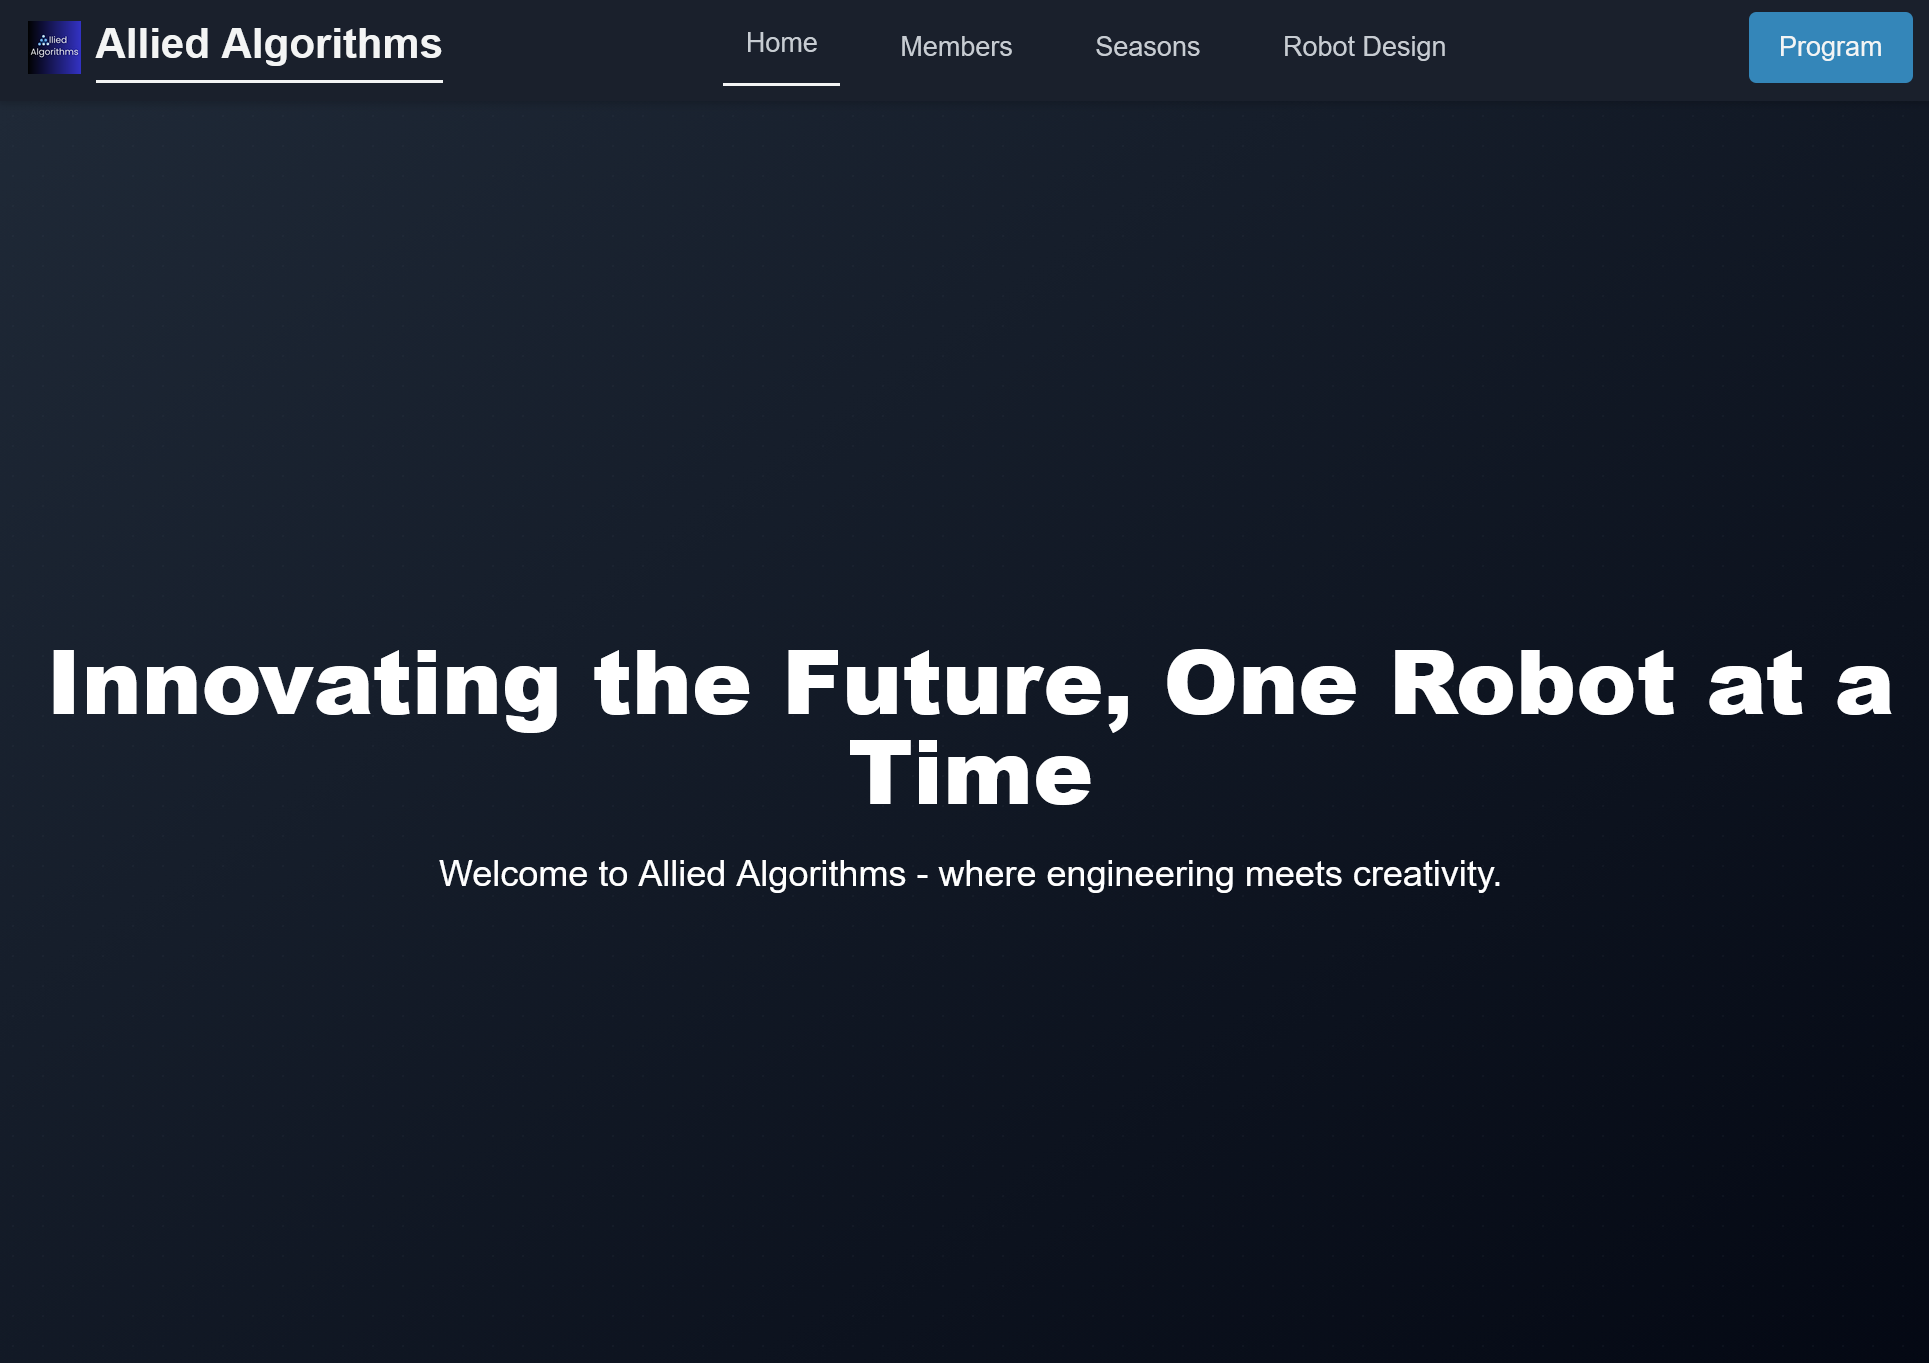 llied
Algorithms
Allied Algorithms
Home
Members
Seasons
Robot Design
Program
Innovating the Future, One Robot at a
Time
Welcome to Allied Algorithms - where engineering meets creativity.